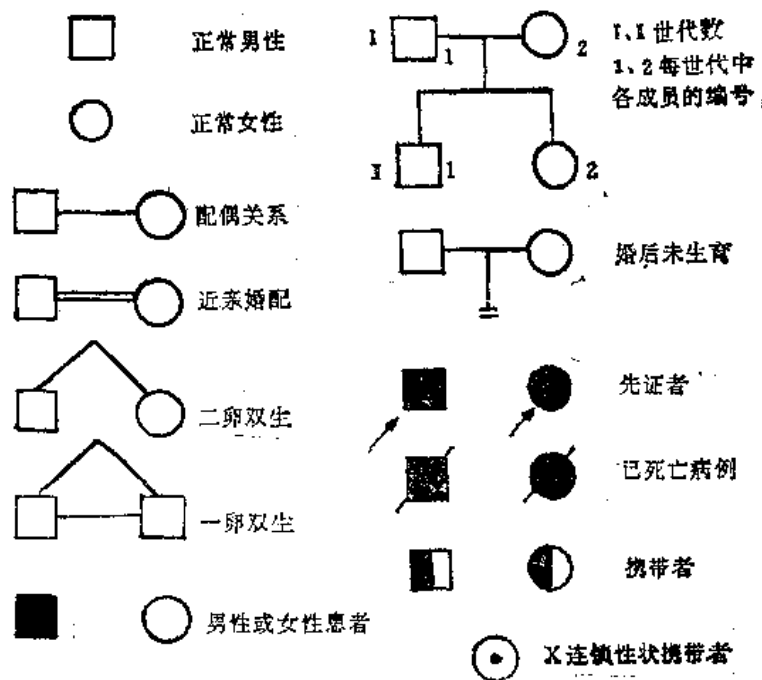 正常男性
正常女性
配偶关系
近亲婚配
二卵双生
一卵双生
男性或女性患者
I 1 2
I、II世代数
1、2每世代中
各成员的编号
II 1 2
婚后未生育
先证者
已死亡病例
携带者
X连锁性状携带者